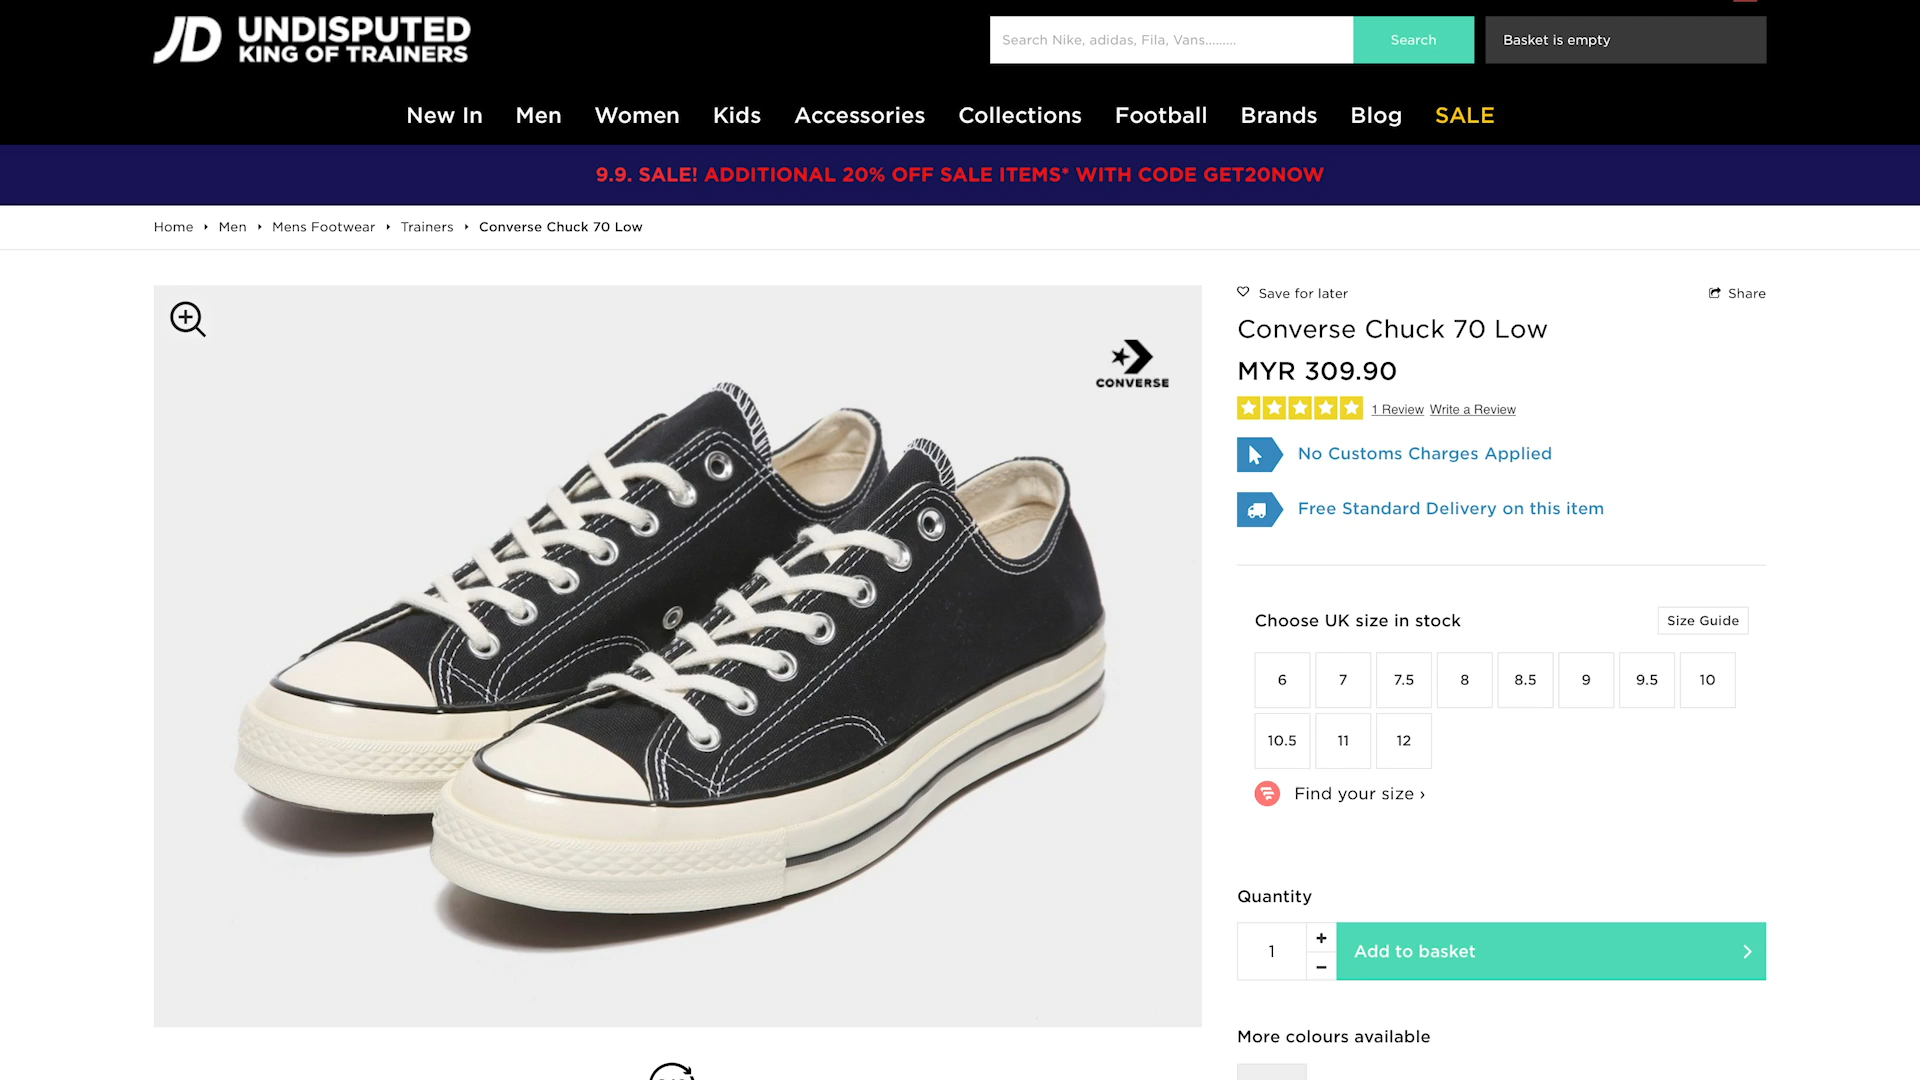 JD UNDISPUTED
KING OF TRAINERS
Search Nike, adidas, Fila, Vans.........
Search
Basket is empty
New In Men Women Kids Accessories Collections Football Brands Blog SALE
9.9. SALE! ADDITIONAL 20% OFF SALE ITEMS* WITH CODE GET20NOW
Home Men Mens Footwear Trainers Converse Chuck 70 Low
CONVERSE
Save for later
Share
Converse Chuck 70 Low
MYR 309.90
1 Review Write a Review
No Customs Charges Applied
Free Standard Delivery on this item
Choose UK size in stock
Size Guide
6 7 7.5 8 8.5 9 9.5 10
10.5 11 12
Find your size ›
Quantity
1 + −
Add to basket
More colours available